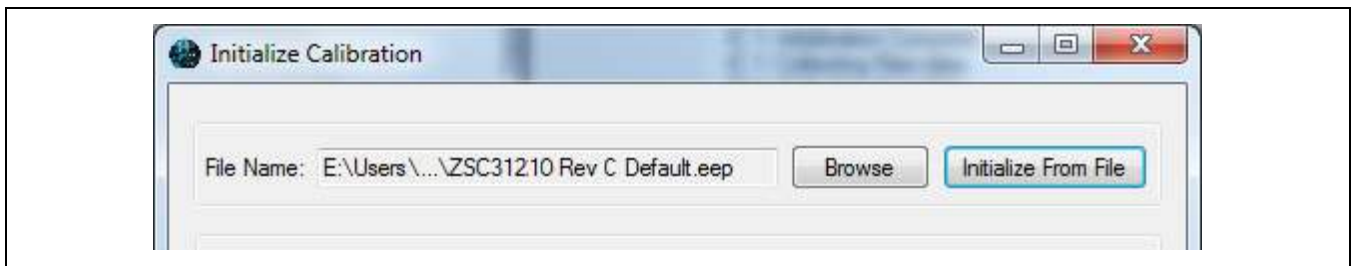 Initialize Calibration
File Name: E:\Users\...\ZSC31210 Rev C Default.eep Browse Initialize From File